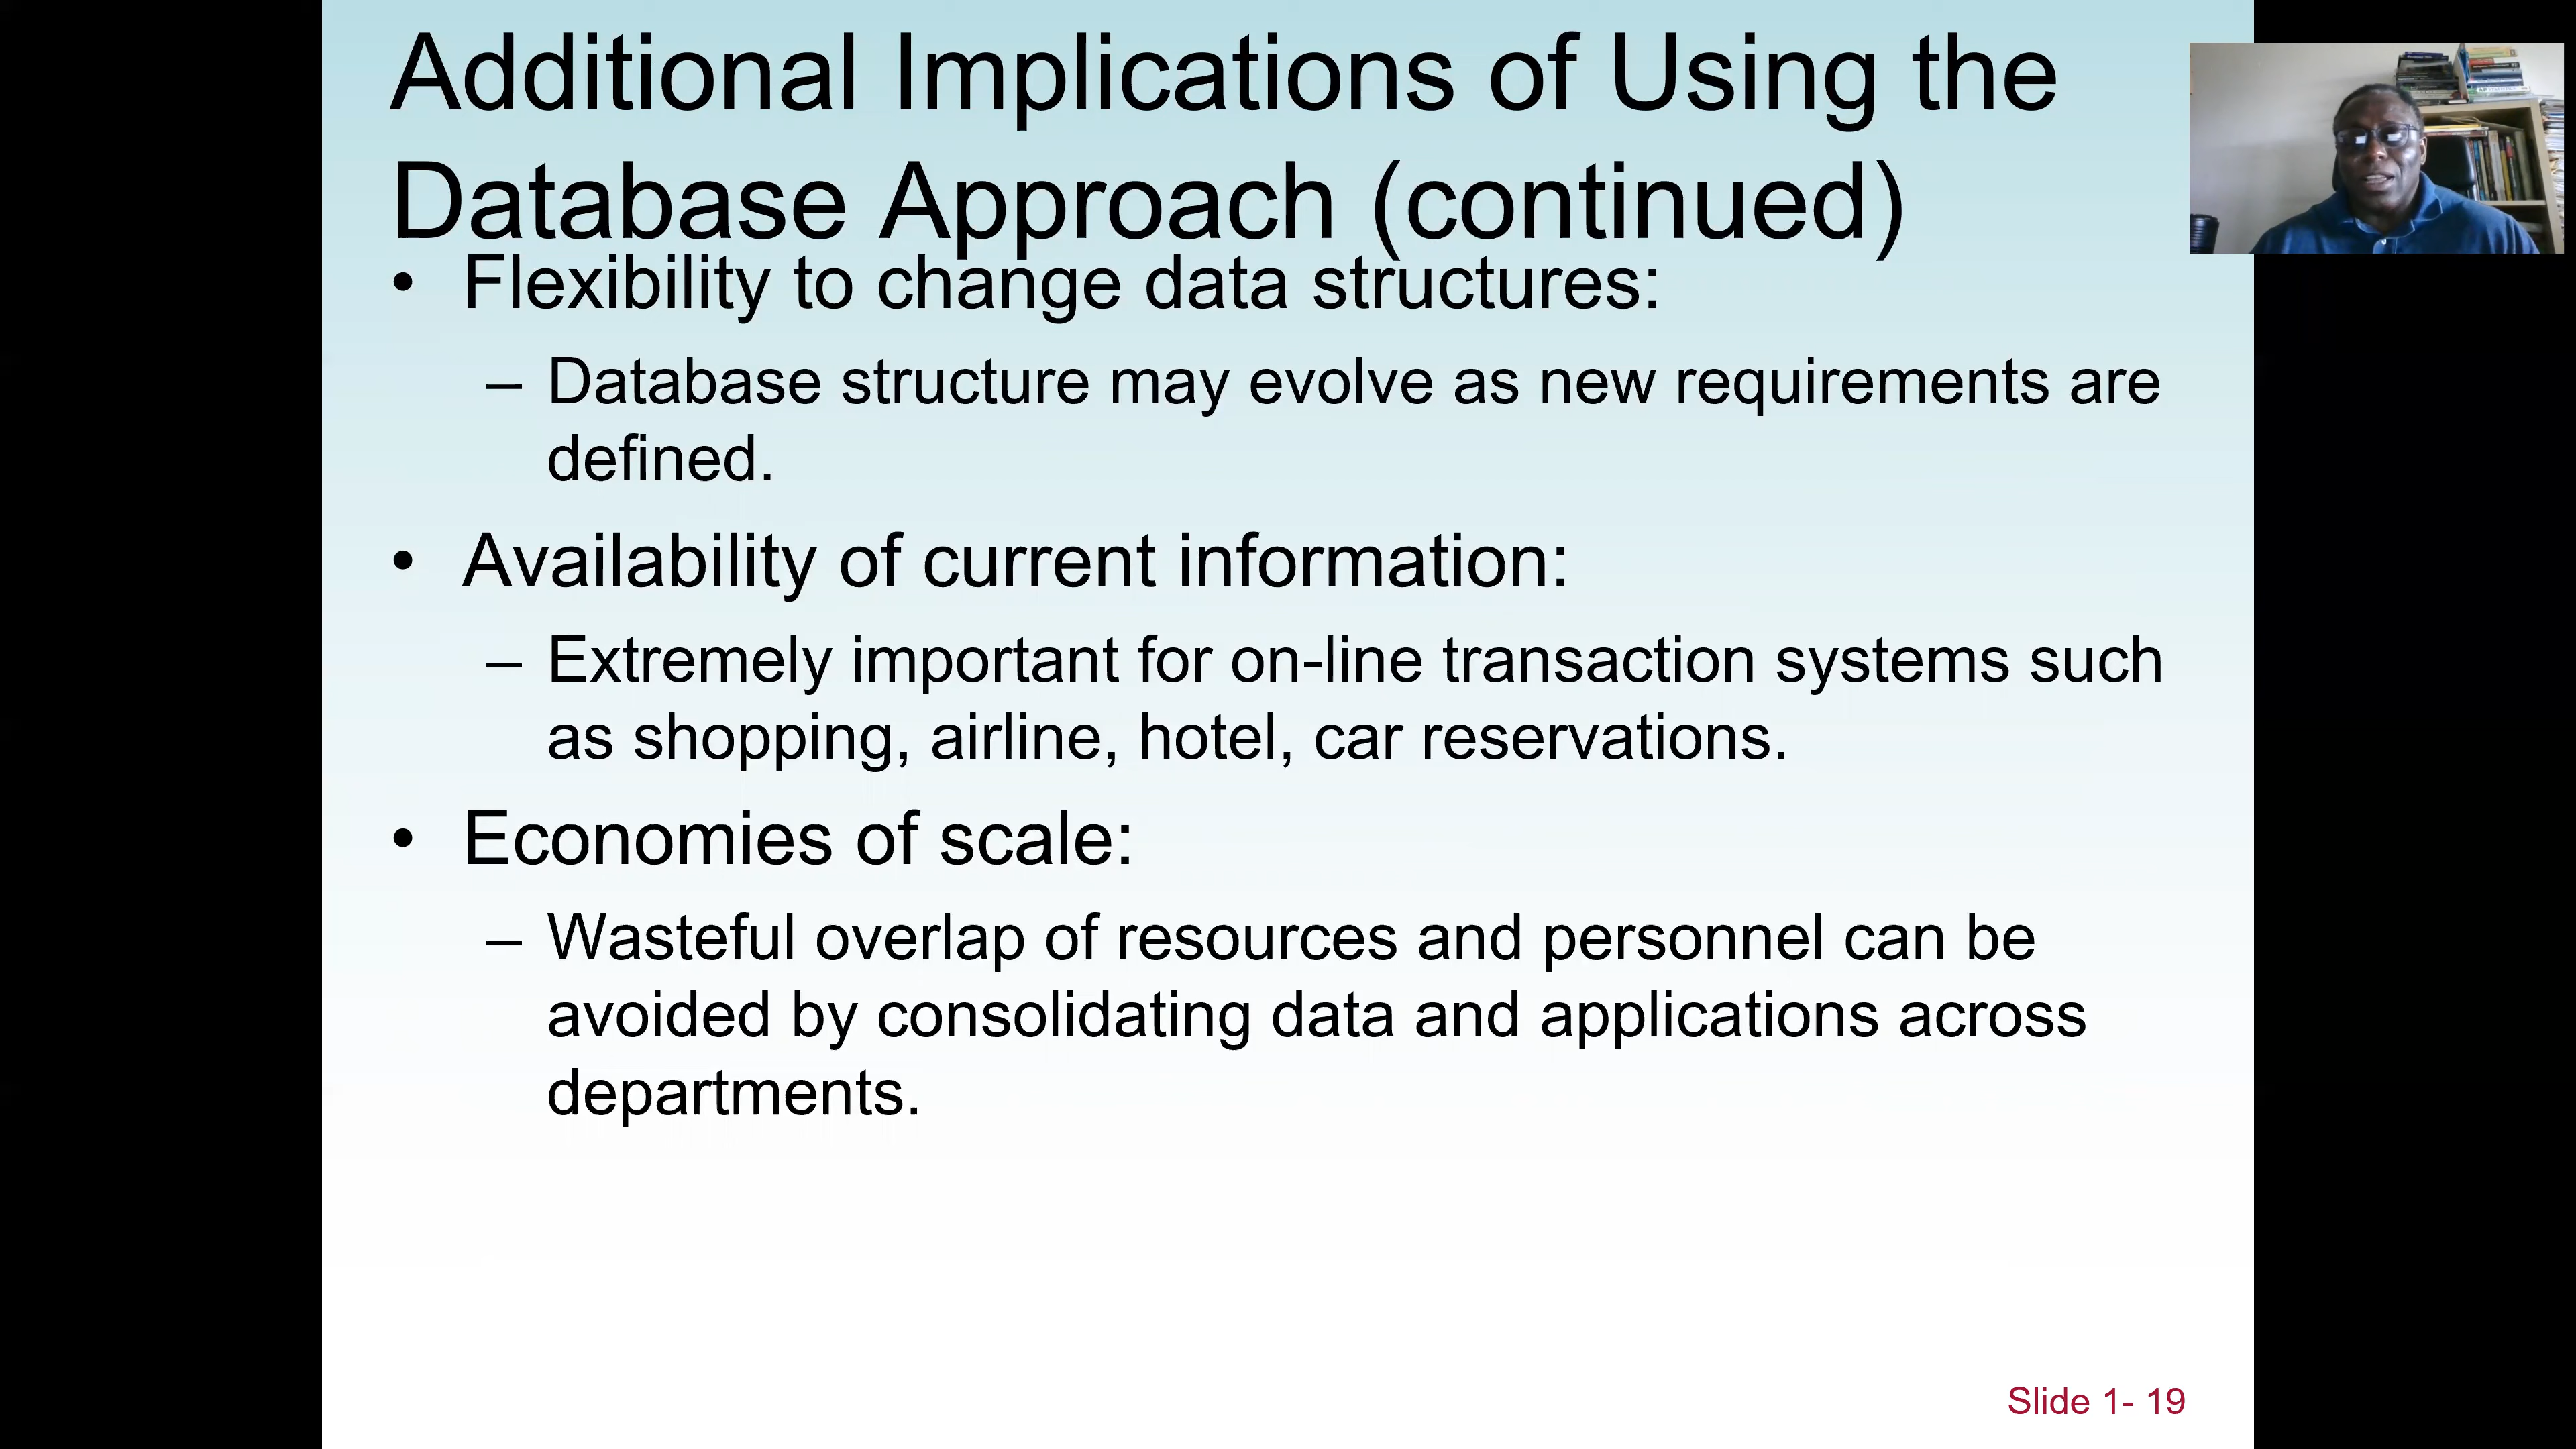 Additional Implications of Using the
Database Approach (continued)
• Flexibility to change data structures:
– Database structure may evolve as new requirements are
defined.
• Availability of current information:
– Extremely important for on-line transaction systems such
as shopping, airline, hotel, car reservations.
• Economies of scale:
– Wasteful overlap of resources and personnel can be
avoided by consolidating data and applications across
departments.
Slide 1- 19